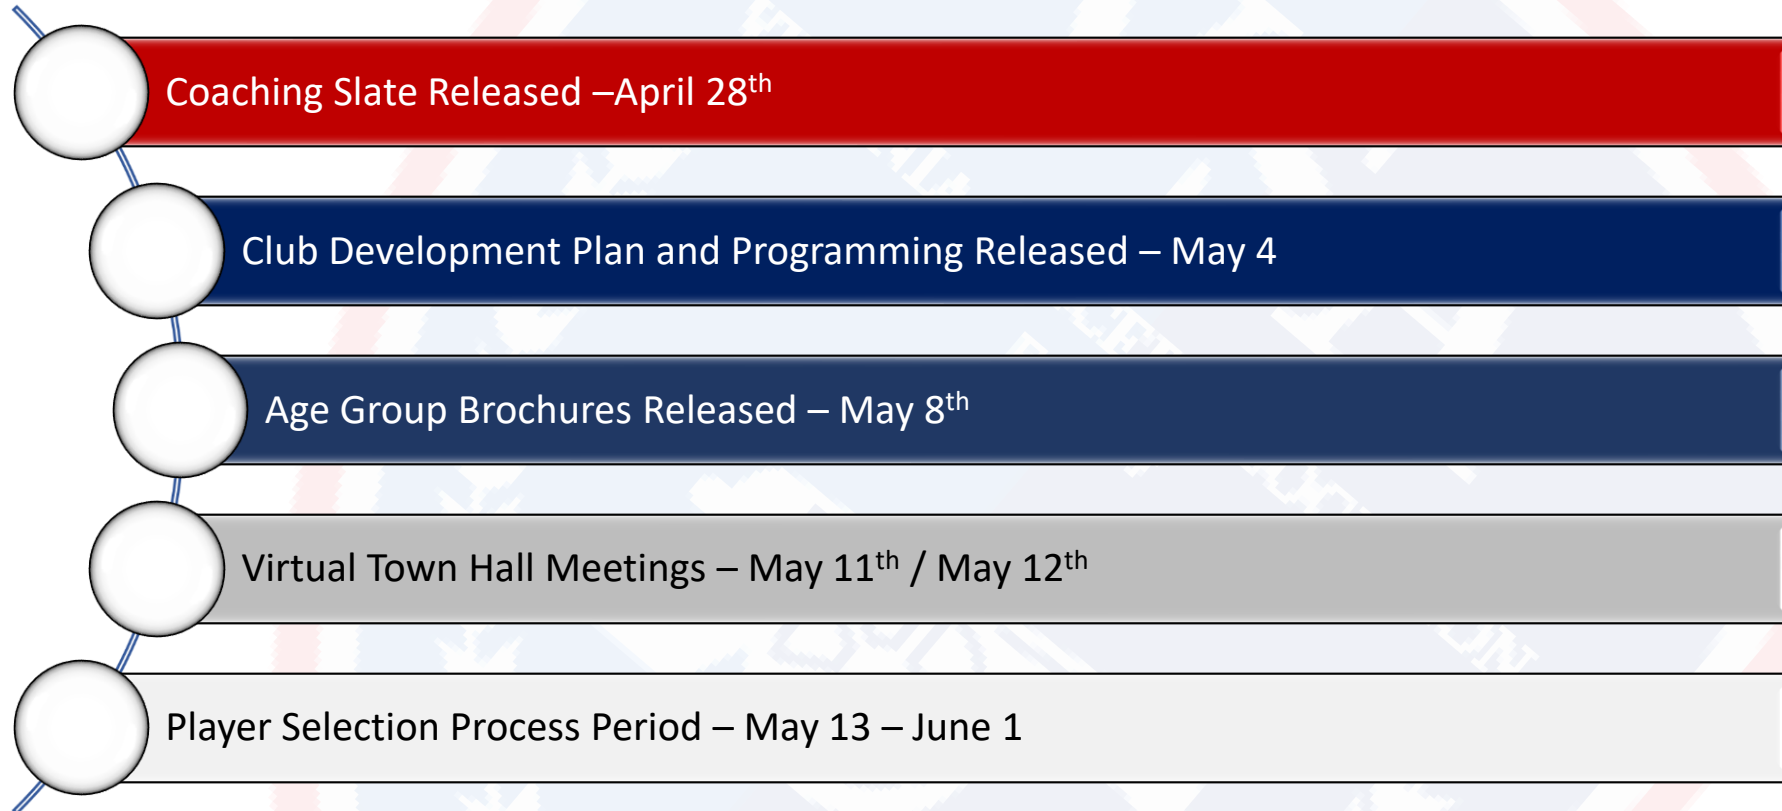 Coaching Slate Released –April 28th
Club Development Plan and Programming Released – May 4
Age Group Brochures Released – May 8th
Virtual Town Hall Meetings – May 11th / May 12th
Player Selection Process Period – May 13 – June 1